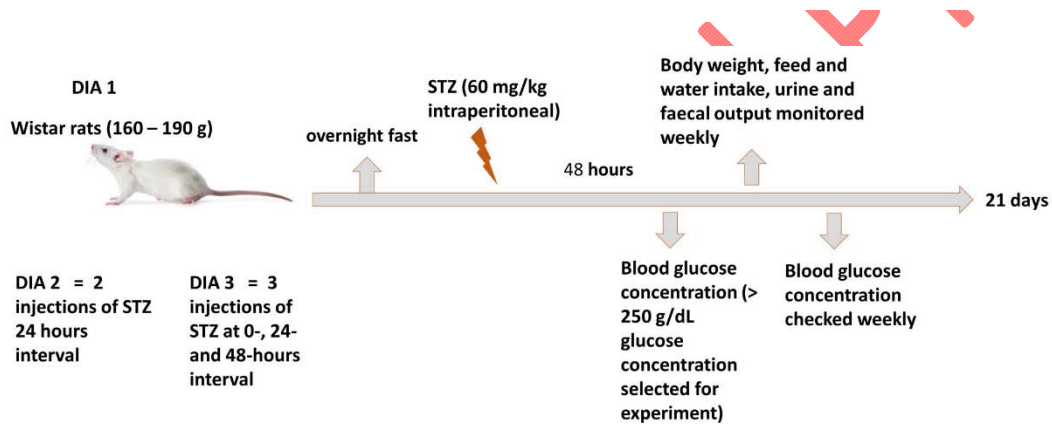 DIA 1
Wistar rats (160 – 190 g)
overnight fast
STZ (60 mg/kg
intraperitoneal)
48 hours
Body weight, feed and
water intake, urine and
faecal output monitored
weekly
21 days
DIA 2 = 2
injections of STZ
24 hours
interval
DIA 3 = 3
injections of
STZ at 0-, 24-
and 48-hours
interval
Blood glucose
concentration (>
250 g/dL
glucose
concentration
selected for
experiment)
Blood glucose
concentration
checked weekly